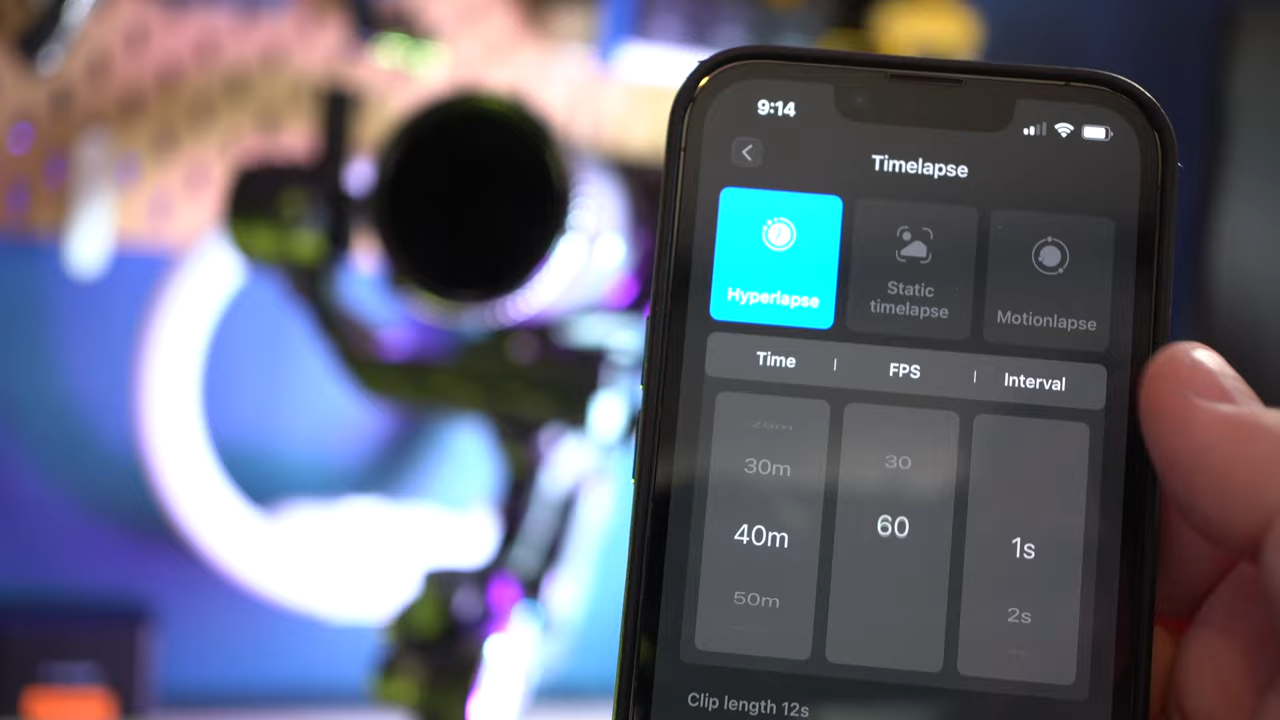 9:14
Timelapse
Hyperlapse
Static
timelapse
Motionlapse
Time | FPS | Interval
20m
30m 30
40m 60 1s
50m 2s
Clip length 12s